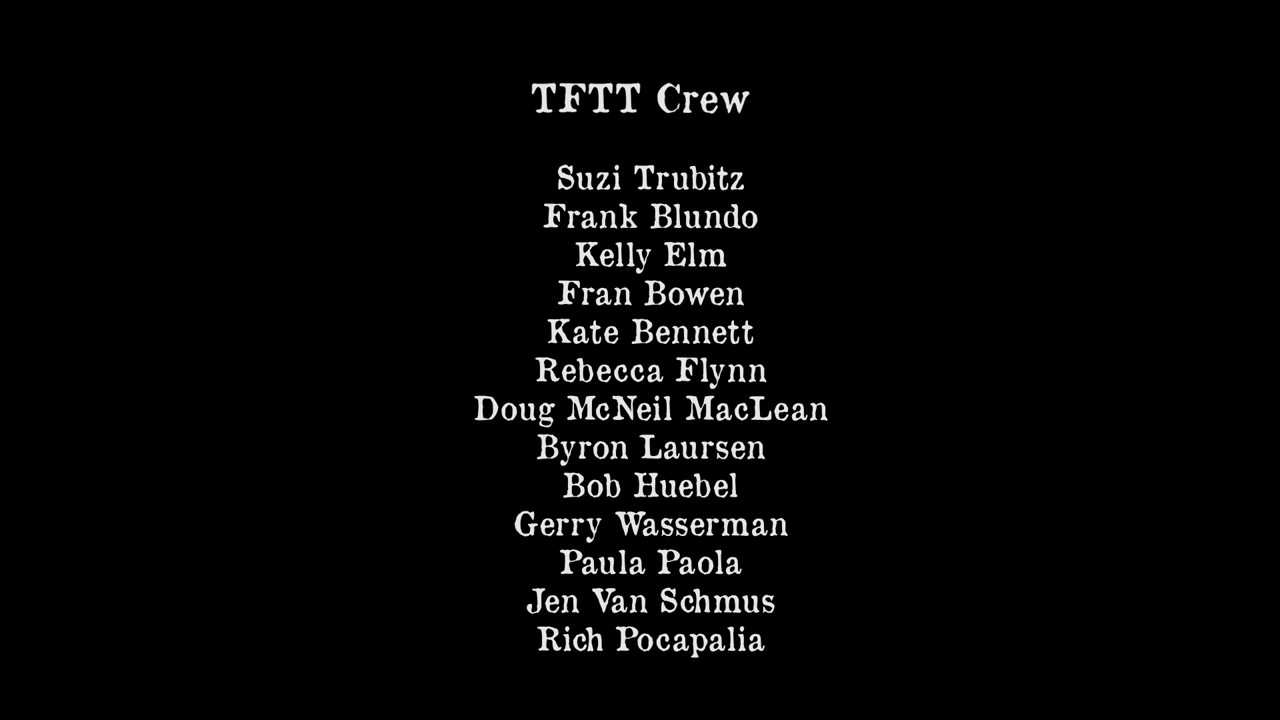 TFTT Crew
Suzi Trubitz
Frank Blundo
Kelly Elm
Fran Bowen
Kate Bennett
Rebecca Flynn
Doug McNeil MacLean
Byron Laursen
Bob Huebel
Gerry Wasserman
Paula Paola
Jen Van Schmus
Rich Pocapalia